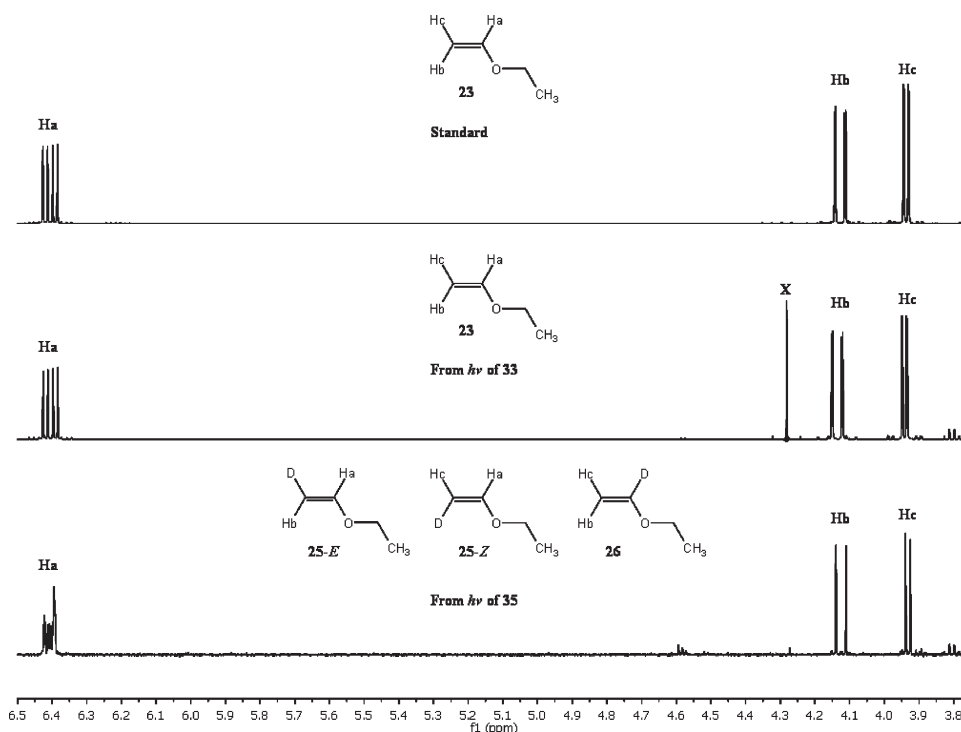 Hc Ha
Hb O
CH3
23
Standard
Ha
Hb
Hc
Hc Ha
Hb O
CH3
23
From hν of 33
Ha
X
Hb
Hc
D Ha
Hb O
CH3
25-E
Hc Ha
D O
CH3
25-Z
Hc D
Hb O
CH3
26
From hν of 35
Ha
Hb
Hc
6.5 6.4 6.3 6.2 6.1 6.0 5.9 5.8 5.7 5.6 5.5 5.4 5.3 5.2 5.1 5.0 4.9 4.8 4.7 4.6 4.5 4.4 4.3 4.2 4.1 4.0 3.9 3.8
f1 (ppm)